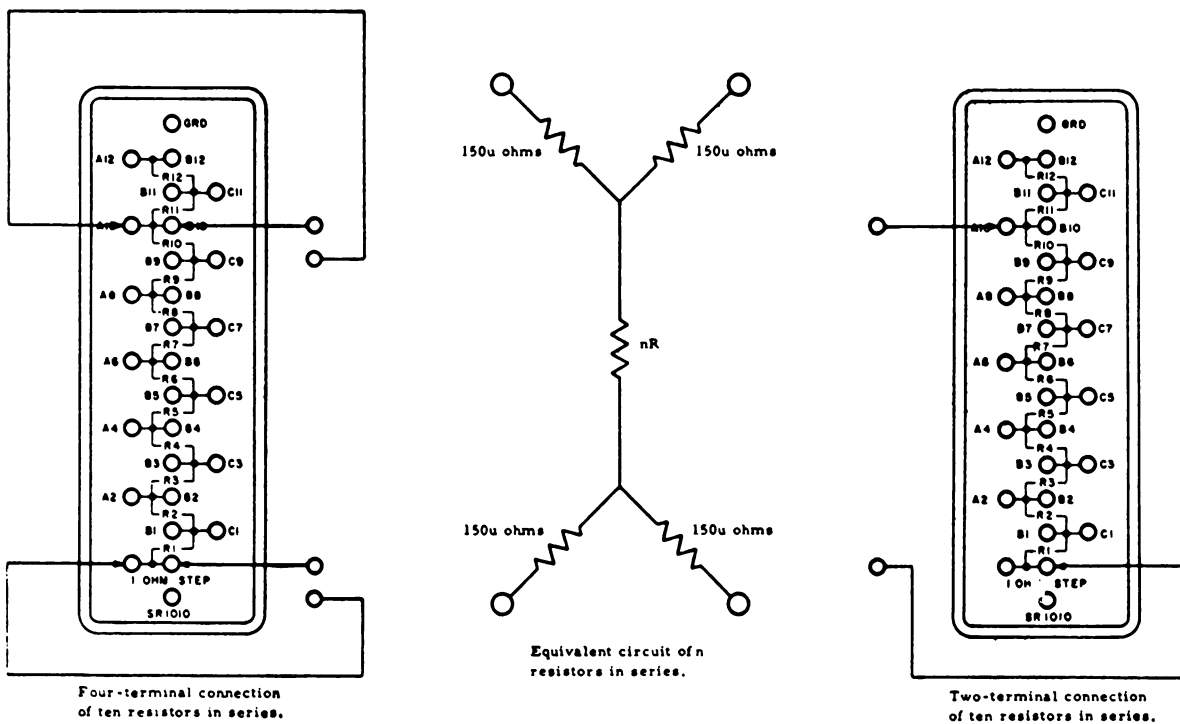 GRD
A12
B12
R12
B11
C11
R11
R10
B9
C9
R9
A8
B8
R8
B7
C7
R7
A6
B6
R6
B5
C5
R5
A4
B4
R4
B3
C3
R3
A2
B2
R2
B1
C1
R1
1 OHM STEP
SR1010
Four-terminal connection
of ten resistors in series.
150u ohms
150u ohms
nR
150u ohms
150u ohms
Equivalent circuit of n
resistors in series.
GRD
A12
B12
R12
B11
C11
R11
B10
R10
B9
C9
R9
A8
B8
R8
B7
C7
R7
A6
B6
R6
B5
C5
R5
A4
B4
R4
B3
C3
R3
A2
B2
R2
B1
C1
R1
STEP
SR1010
Two-terminal connection
of ten resistors in series.